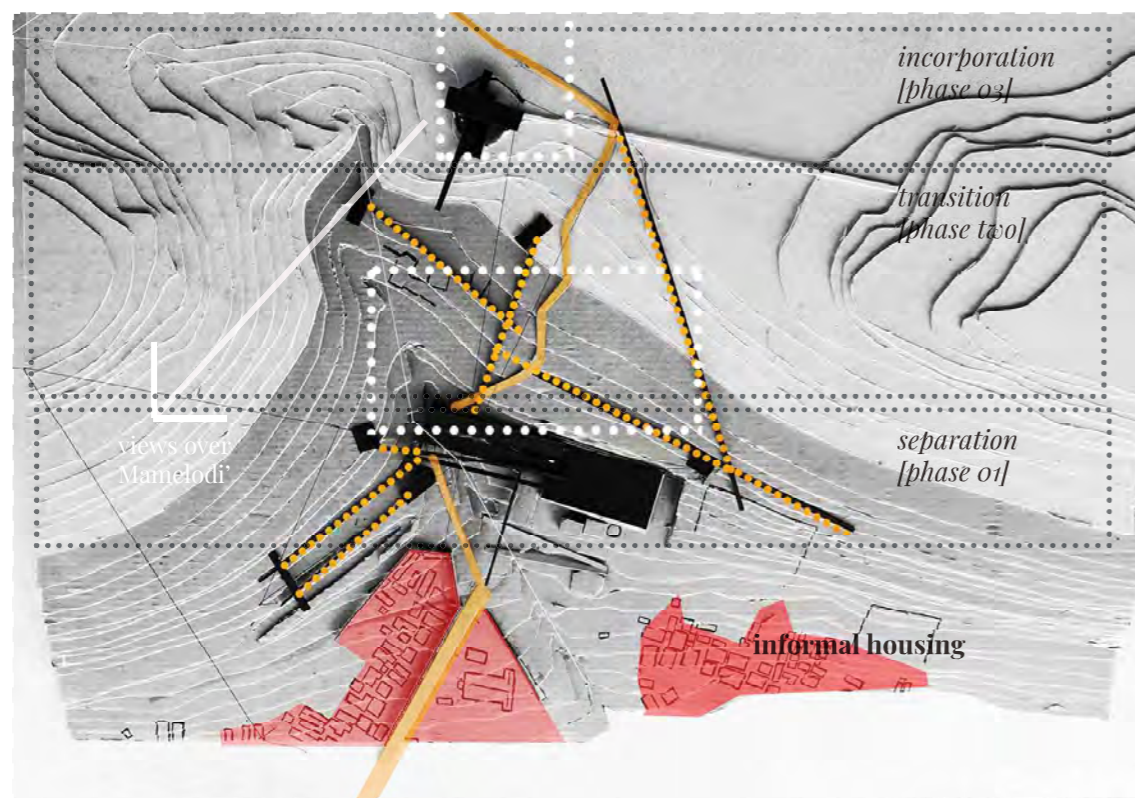 incorporation
[phase 03]
transition
[phase two]
separation
[phase 01]
views over
Mamelodi'
informal housing